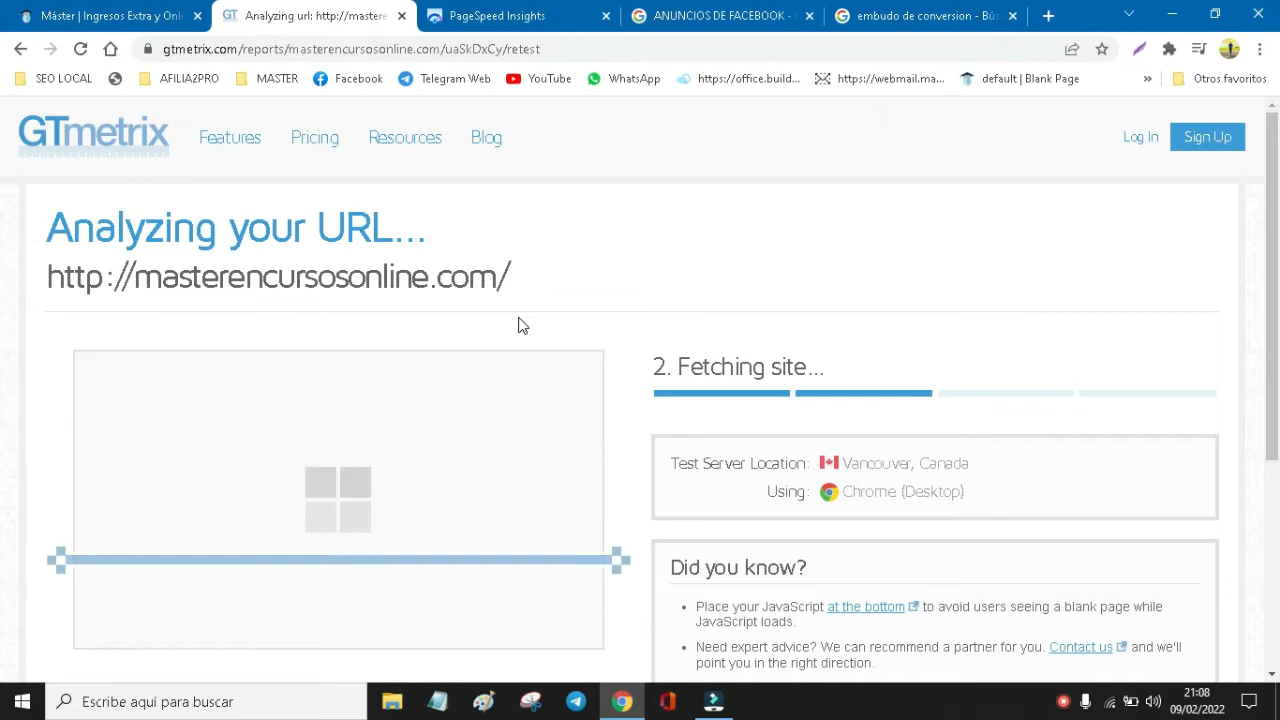 Máster | Ingresos Extra y Onli
Analyzing url: http://mastere
PageSpeed Insights
ANUNCIOS DE FACEBOOK -
embudo de conversion - Bús
gtmetrix.com/reports/masterencursosonline.com/uaSkDxCy/retest
SEO LOCAL
AFILIA2PRO
MASTER
Facebook
Telegram Web
YouTube
WhatsApp
https://office.build...
https://webmail.ma...
default | Blank Page
»
Otros favoritos
GTmetrix
Features
Pricing
Resources
Blog
Log In
Sign Up
Analyzing your URL...
http://masterencursosonline.com/
2. Fetching site...
Test Server Location: Vancouver, Canada
Using: Chrome (Desktop)
Did you know?
• Place your JavaScript at the bottom to avoid users seeing a blank page while
JavaScript loads.
• Need expert advice? We can recommend a partner for you. Contact us and we'll
point you in the right direction.
Escribe aquí para buscar
21:08
09/02/2022